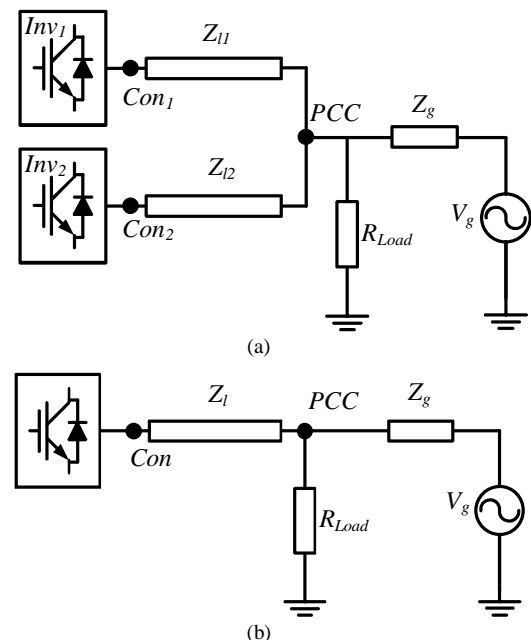 Inv1
Zl1
Con1
PCC
Zg
Inv2
Zl2
Con2
RLoad
Vg
(a)
Zl
PCC
Zg
Con
RLoad
Vg
(b)